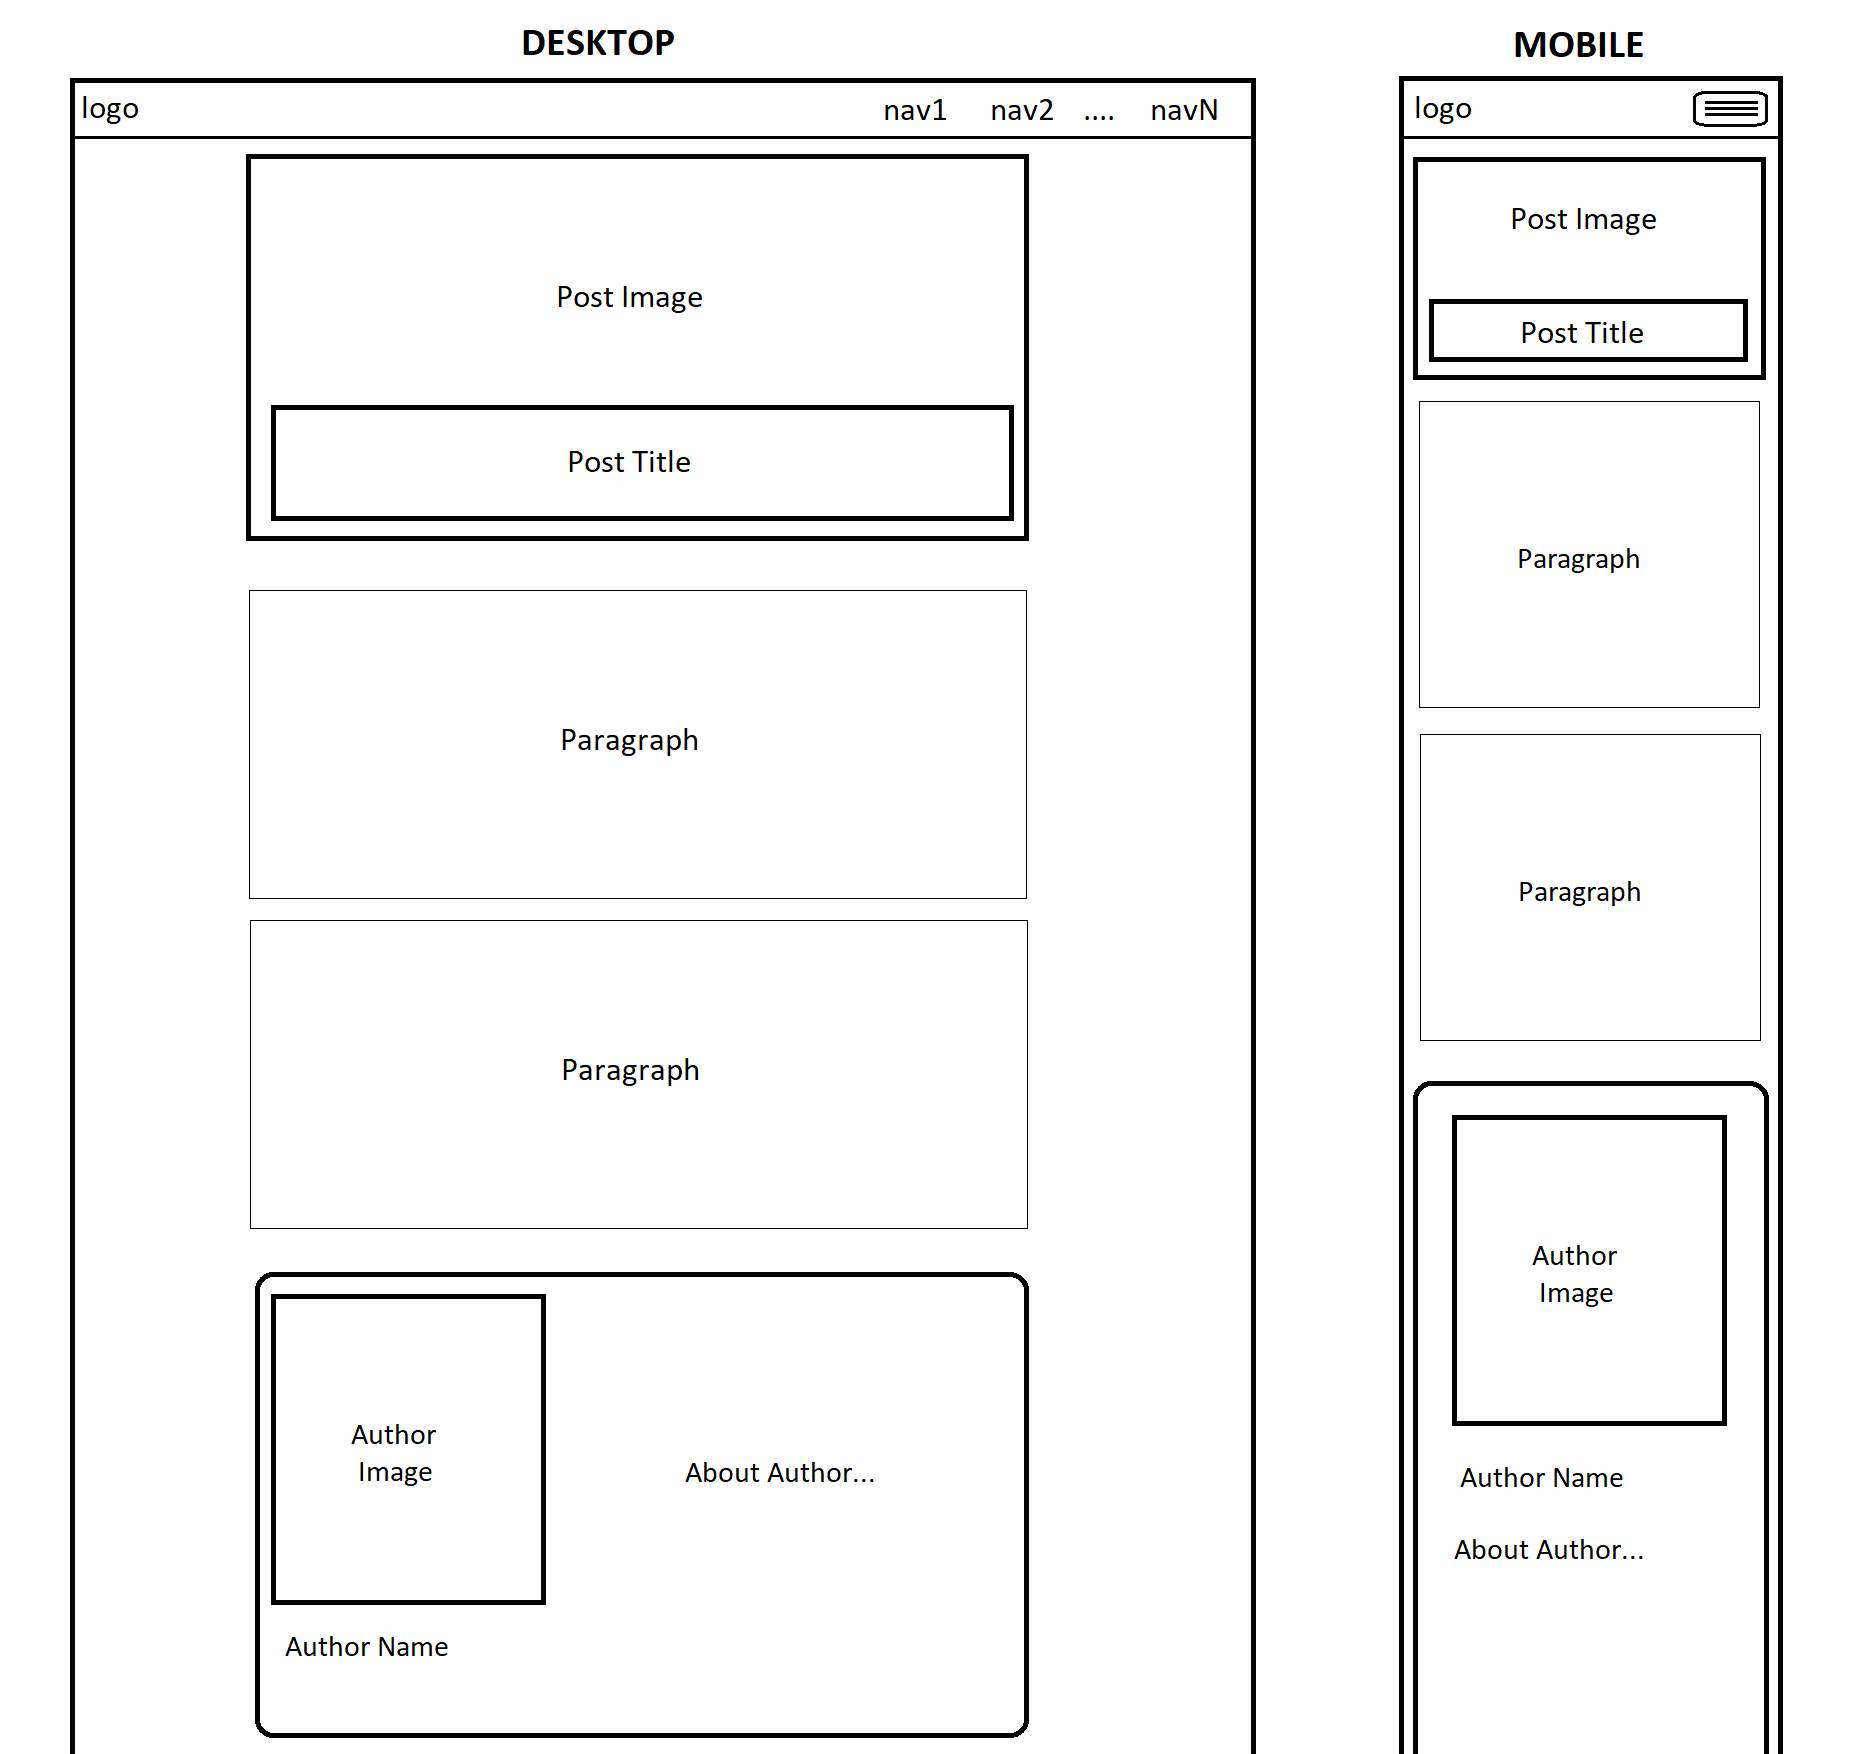 DESKTOP
logo
nav1 nav2 .... navN
Post Image
Post Title
Paragraph
Paragraph
Author
Image
About Author...
Author Name
MOBILE
logo
Post Image
Post Title
Paragraph
Paragraph
Author
Image
Author Name
About Author...